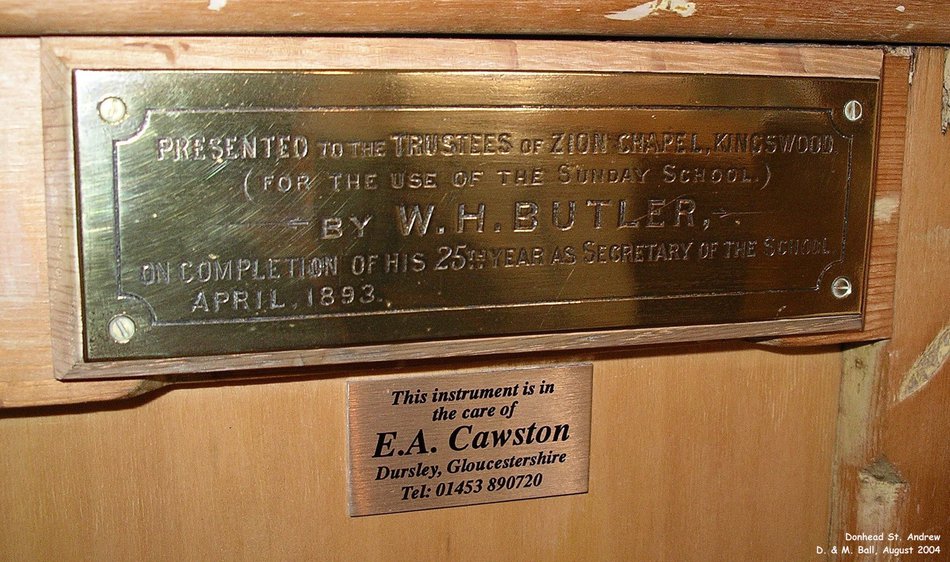 PRESENTED TO THE TRUSTEES OF ZION CHAPEL, KINGSWOOD.
(FOR THE USE OF THE SUNDAY SCHOOL.)
BY W. H. BUTLER,
ON COMPLETION OF HIS 25TH YEAR AS SECRETARY OF THE SCHOOL
APRIL. 1893.
This instrument is in
the care of
E.A. Cawston
Dursley, Gloucestershire
Tel: 01453 890720
Donhead St. Andrew
D. & M. Ball, August 2004